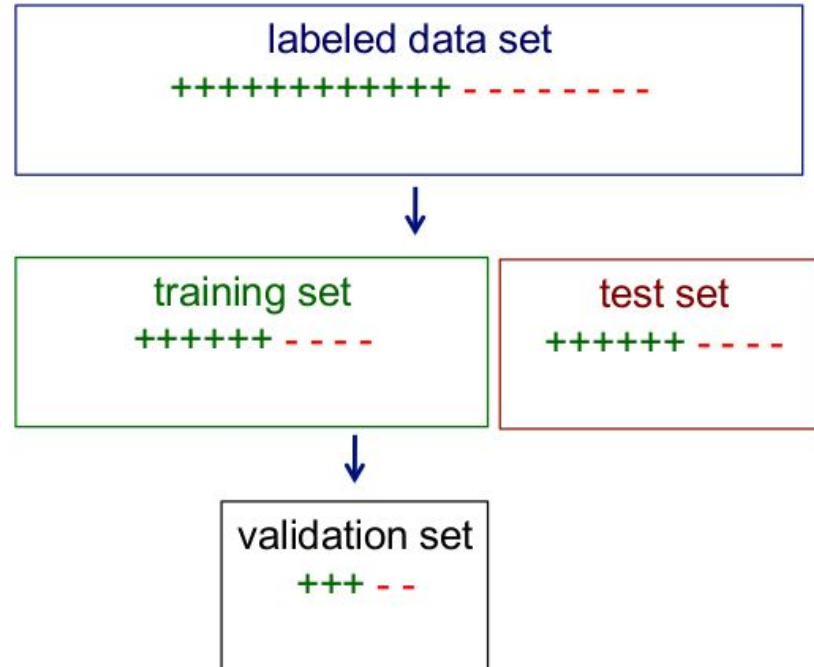 labeled data set
++++++++++++ - - - - - - - -
training set
++++++ - - - -
test set
++++++ - - - -
validation set
+++ - -